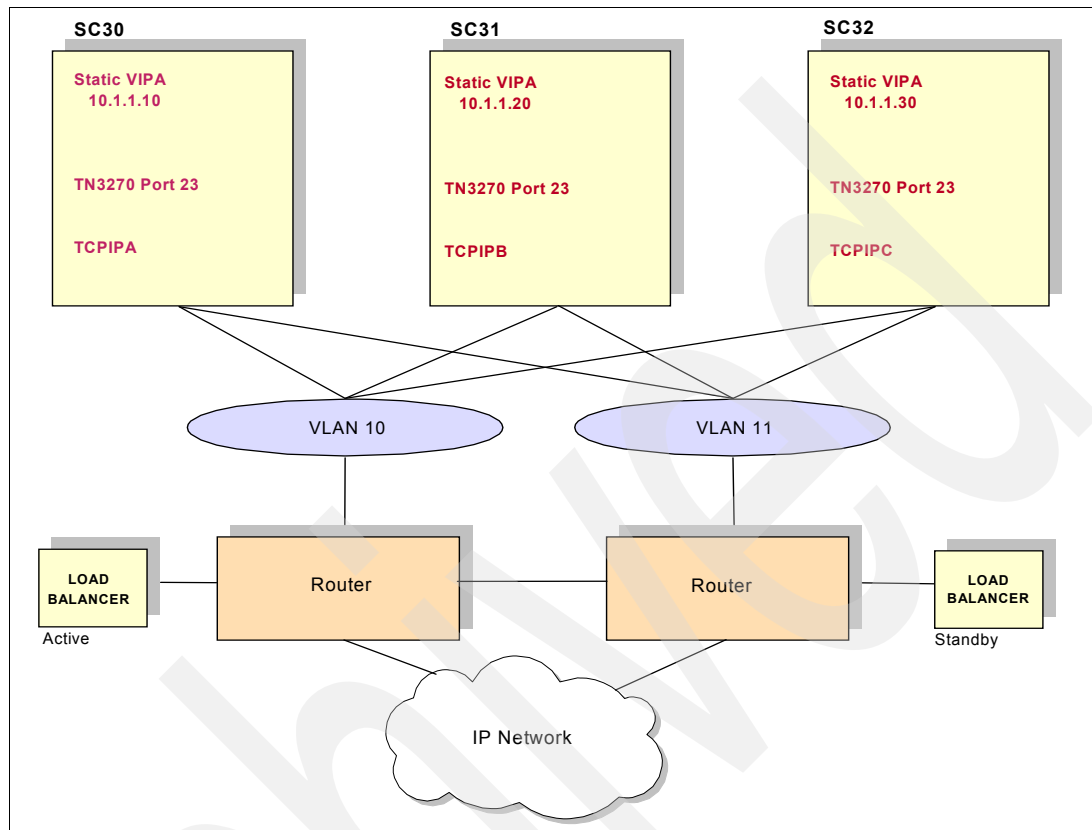 SC30
SC31
SC32
Static VIPA
10.1.1.10
TN3270 Port 23
TCPIPA
Static VIPA
10.1.1.20
TN3270 Port 23
TCPIPB
Static VIPA
10.1.1.30
TN3270 Port 23
TCPIPC
VLAN 10
VLAN 11
LOAD
BALANCER
Active
Router
Router
LOAD
BALANCER
Standby
IP Network